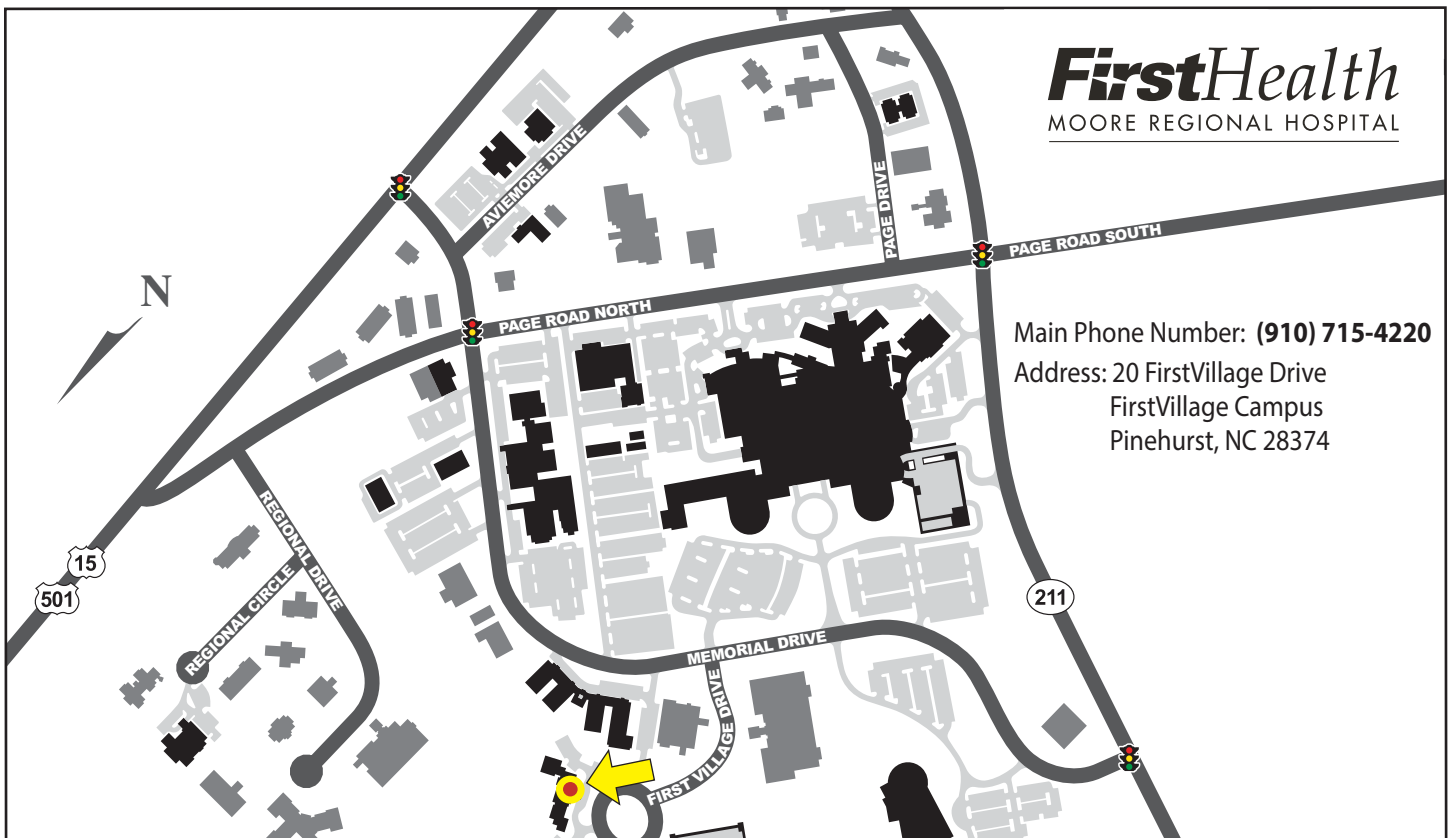 FirstHealth
MOORE REGIONAL HOSPITAL
N
AVIEMORE DRIVE
PAGE DRIVE
PAGE ROAD SOUTH
PAGE ROAD NORTH
Main Phone Number: (910) 715-4220
Address: 20 FirstVillage Drive
FirstVillage Campus
Pinehurst, NC 28374
REGIONAL DRIVE
15
501
REGIONAL CIRCLE
211
MEMORIAL DRIVE
FIRST VILLAGE DRIVE